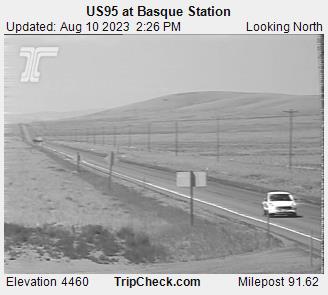 US95 at Basque Station
Updated: Aug 10 2023 2:26 PM Looking North
Elevation 4460 TripCheck.com Milepost 91.62